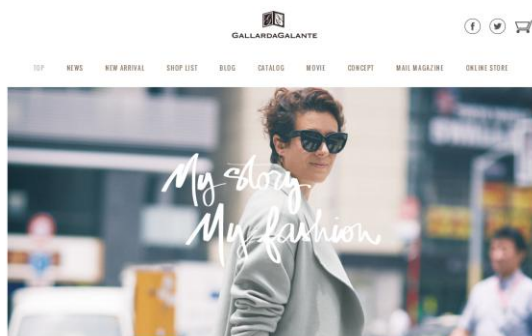 GALLARDAGALANTE
TOP NEWS NEW ARRIVAL SHOP LIST BLOG CATALOG MOVIE CONCEPT MAIL MAGAZINE ONLINE STORE
My story
My fashion